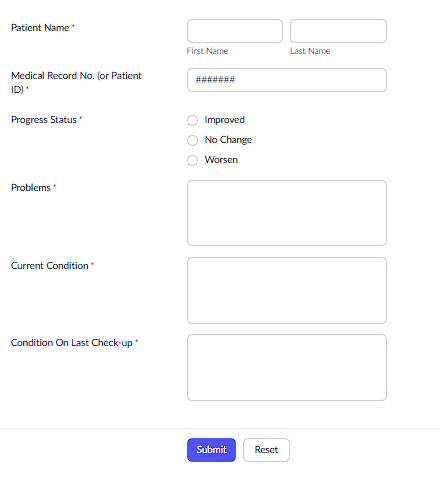 Patient Name *
First Name Last Name
Medical Record No. (or Patient
ID) *
#######
Progress Status *
Improved
No Change
Worsen
Problems *
Current Condition *
Condition On Last Check-up *
Submit Reset